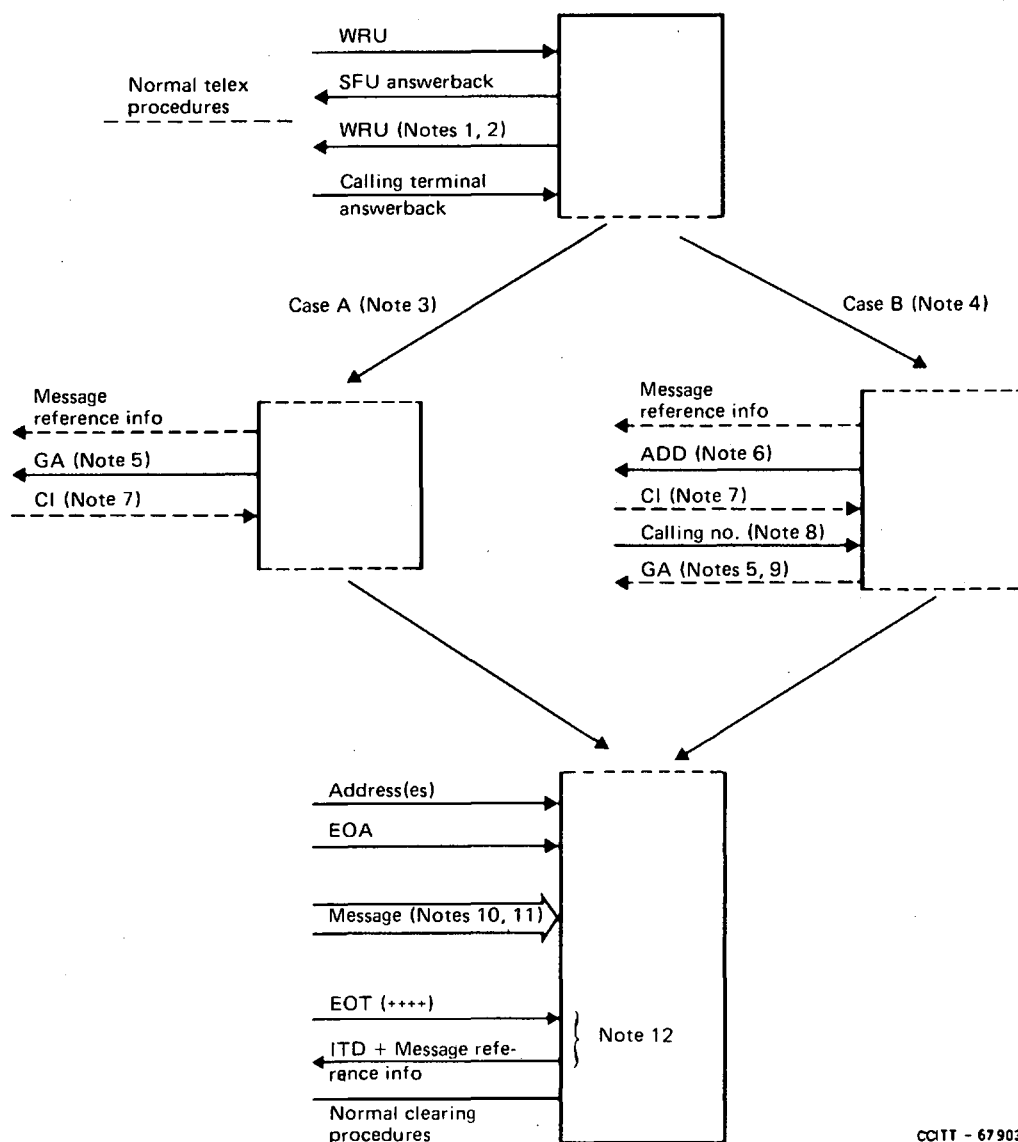 WRU
SFU answerback
Normal telex
procedures
WRU (Notes 1, 2)
Calling terminal
answerback
Case A (Note 3)
Case B (Note 4)
Message
reference info
GA (Note 5)
CI (Note 7)
Message
reference info
ADD (Note 6)
CI (Note 7)
Calling no. (Note 8)
GA (Notes 5, 9)
Address(es)
EOA
Message (Notes 10, 11)
EOT (++++)
Note 12
ITD + Message refe-
rence info
Normal clearing
procedures
CCITT - 67903